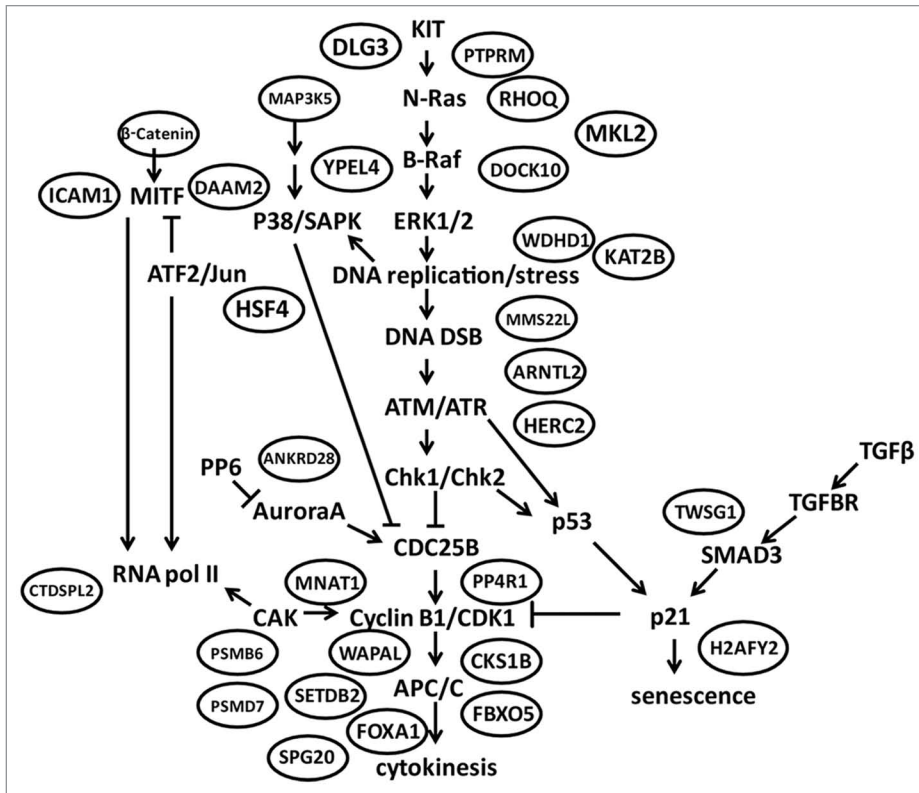 KIT
DLG3
PTPRM
MAP3K5
N-Ras
RHOQ
β-Catenin
MKL2
B-Raf
YPEL4
DOCK10
ICAM1
MITF
DAAM2
P38/SAPK
ERK1/2
WDHD1
KAT2B
ATF2/Jun
DNA replication/stress
HSF4
MMS22L
DNA DSB
ARNTL2
ATM/ATR
HERC2
PP6
ANKRD28
TGFβ
Chk1/Chk2
TGFBR
AuroraA
p53
TWSG1
CDC25B
SMAD3
RNA pol II
CTDSPL2
MNAT1
PP4R1
CAK
Cyclin B1/CDK1
p21
PSMB6
WAPAL
CKS1B
H2AFY2
APC/C
SETDB2
PSMD7
FBXO5
senescence
FOXA1
SPG20
cytokinesis